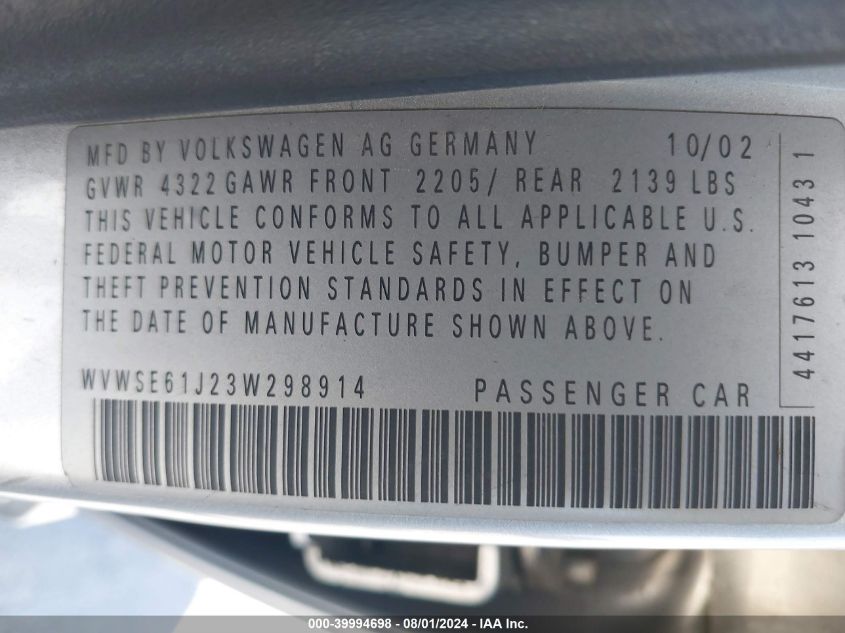 MFD BY VOLKSWAGEN AG GERMANY 10/02
GVWR 4322 GAWR FRONT 2205/ REAR 2139 LBS
THIS VEHICLE CONFORMS TO ALL APPLICABLE U.S.
FEDERAL MOTOR VEHICLE SAFETY, BUMPER AND
THEFT PREVENTION STANDARDS IN EFFECT ON
THE DATE OF MANUFACTURE SHOWN ABOVE.
WVWSE61J23W298914 PASSENGER CAR
4417613 10431
000-39994698 - 08/01/2024 - IAA Inc.